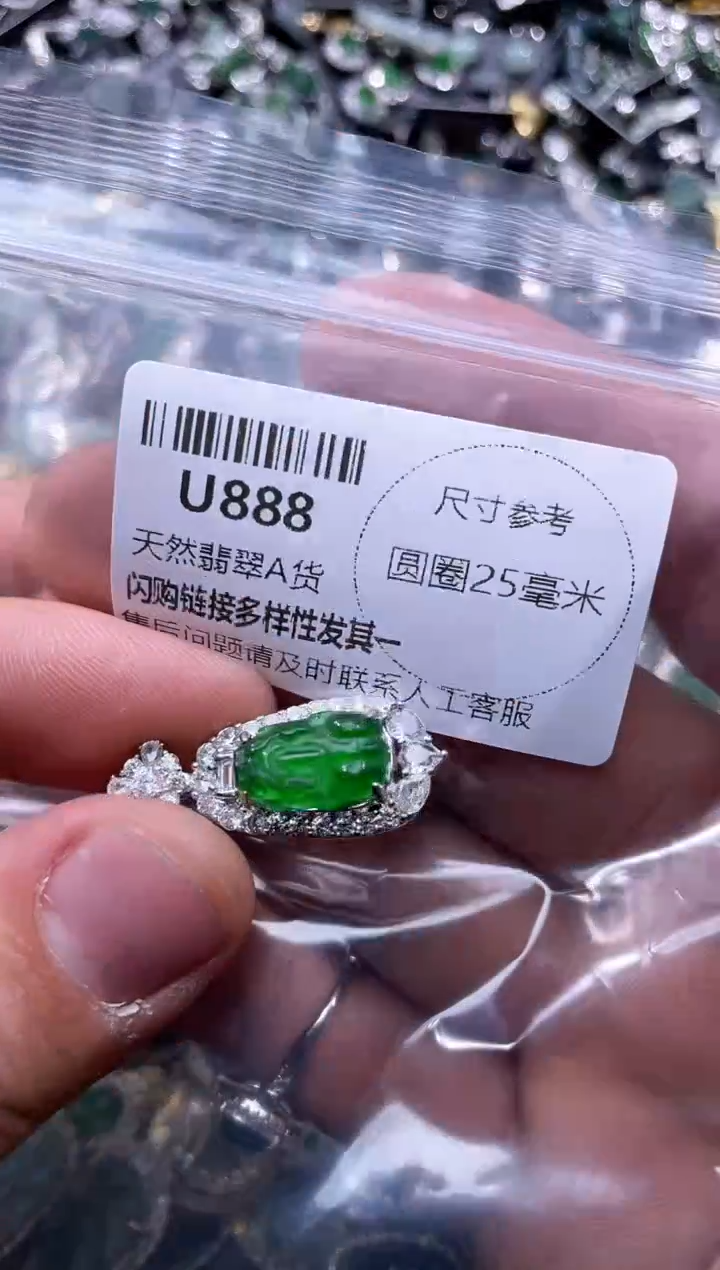 U888
天然翡翠A货
闪购链接多样性发其一
售后问题请及时联系人工客服
尺寸参考
圆圈25毫米